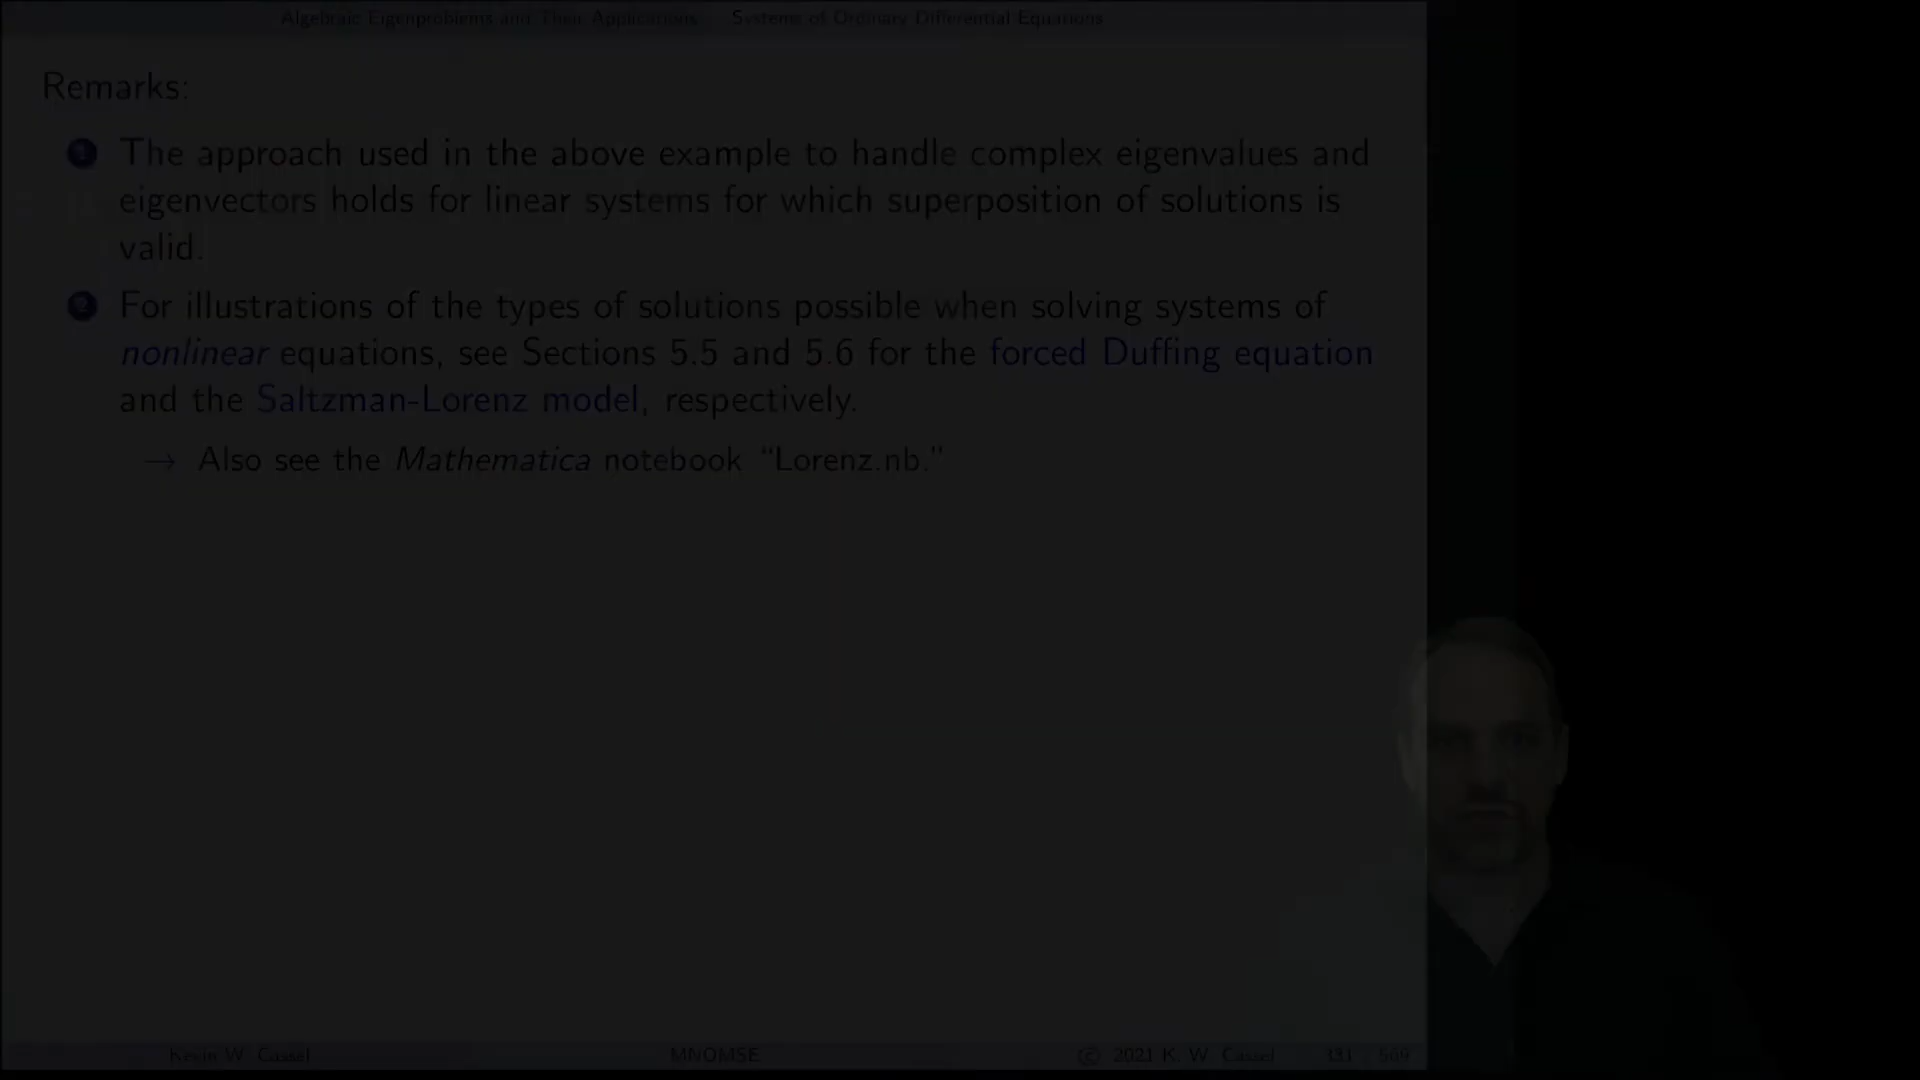 Algebraic Eigenproblems and Their Applications Systems of Ordinary Differential Equations
Remarks:
1 The approach used in the above example to handle complex eigenvalues and
eigenvectors holds for linear systems for which superposition of solutions is
valid.
2 For illustrations of the types of solutions possible when solving systems of
nonlinear equations, see Sections 5.5 and 5.6 for the forced Duffing equation
and the Saltzman-Lorenz model, respectively.
→ Also see the Mathematica notebook “Lorenz.nb.”
Kevin W. Cassel MNOMSE © 2021 K. W. Cassel 331 / 569